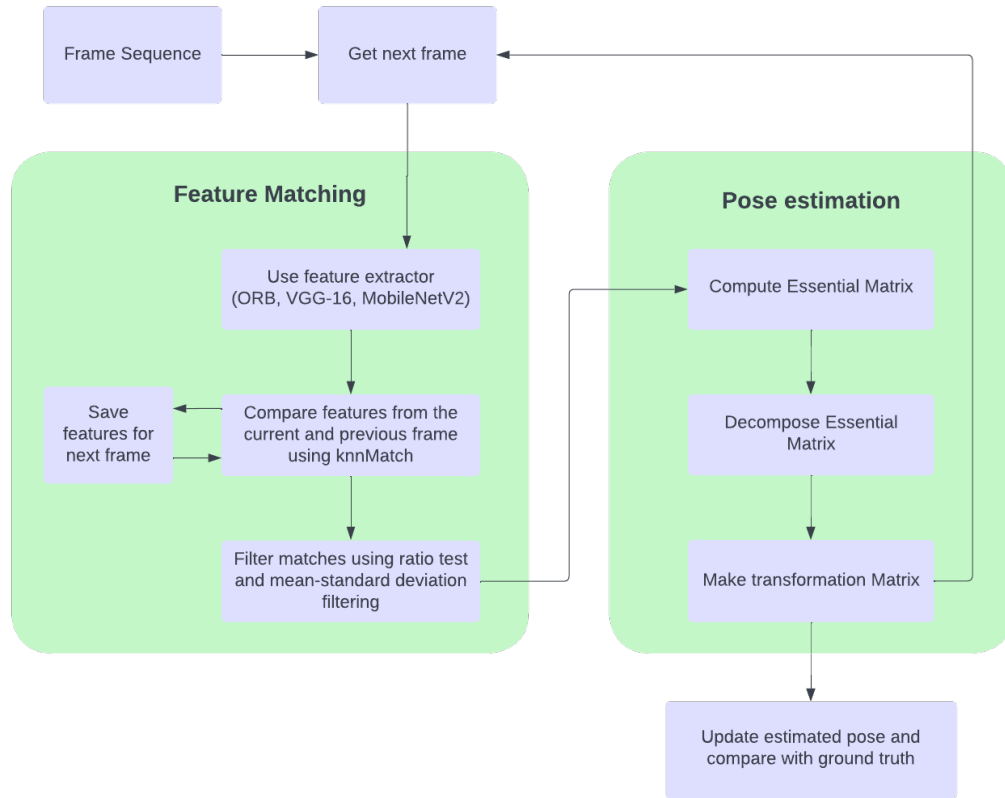 Frame Sequence
Get next frame
Feature Matching
Use feature extractor
(ORB, VGG-16, MobileNetV2)
Save
features for
next frame
Compare features from the
current and previous frame
using knnMatch
Filter matches using ratio test
and mean-standard deviation
filtering
Pose estimation
Compute Essential Matrix
Decompose Essential
Matrix
Make transformation Matrix
Update estimated pose and
compare with ground truth